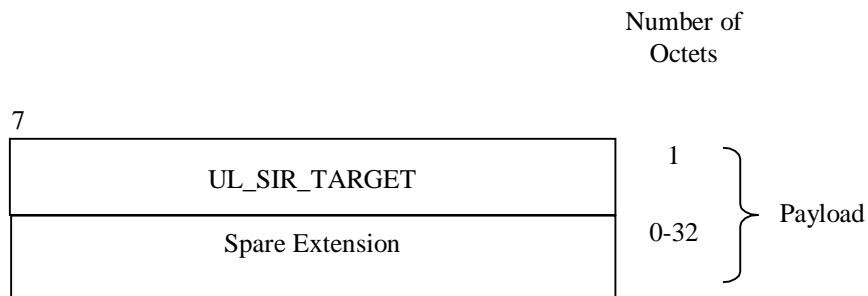 Number of
Octets
7
UL_SIR_TARGET
1
Spare Extension
0-32
Payload